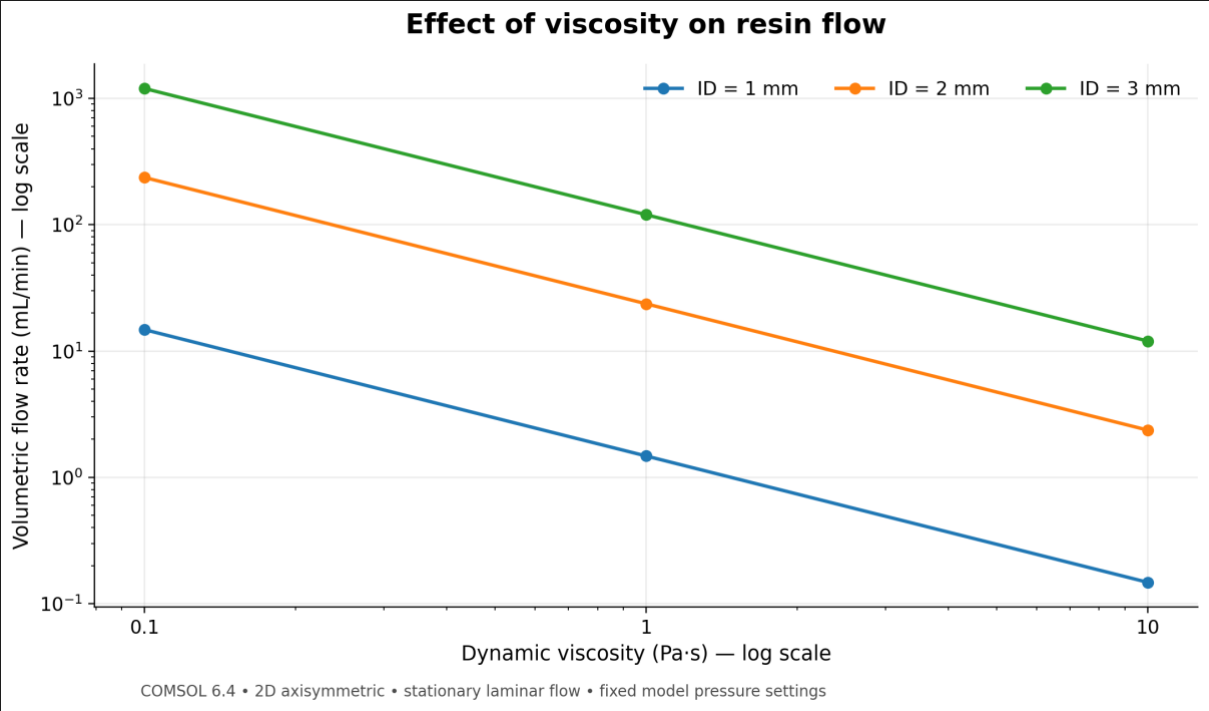 Effect of viscosity on resin flow
ID = 1 mm ID = 2 mm ID = 3 mm
Volumetric flow rate (mL/min) — log scale
10³
10²
10¹
10⁰
10⁻¹
0.1 1 10
Dynamic viscosity (Pa·s) — log scale
COMSOL 6.4 • 2D axisymmetric • stationary laminar flow • fixed model pressure settings